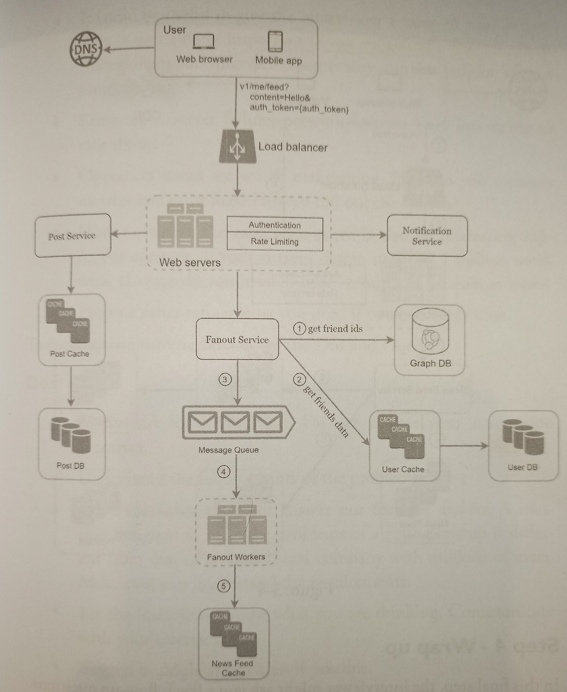 User
DNS
Web browser
Mobile app
v1/me/feed?
content=Hello&
auth_token={auth_token}
Load balancer
Post Service
Authentication
Rate Limiting
Web servers
Notification
Service
CACHE
CACHE
CACHE
Post Cache
Fanout Service
1 get friend ids
Graph DB
2 get friends data
3
Message Queue
CACHE
CACHE
CACHE
User Cache
User DB
Post DB
4
Fanout Workers
5
CACHE
CACHE
CACHE
News Feed
Cache
Step 4 - Wrap up